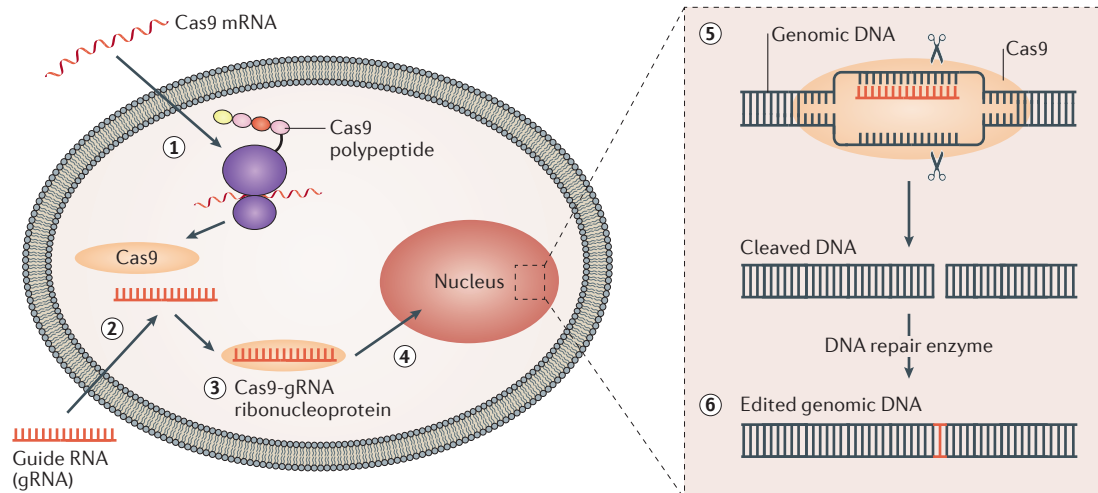 Cas9 mRNA
1
Cas9
polypeptide
Cas9
2
Guide RNA
(gRNA)
3
Cas9-gRNA
ribonucleoprotein
4
Nucleus
5
Genomic DNA
Cas9
Cleaved DNA
DNA repair enzyme
6
Edited genomic DNA